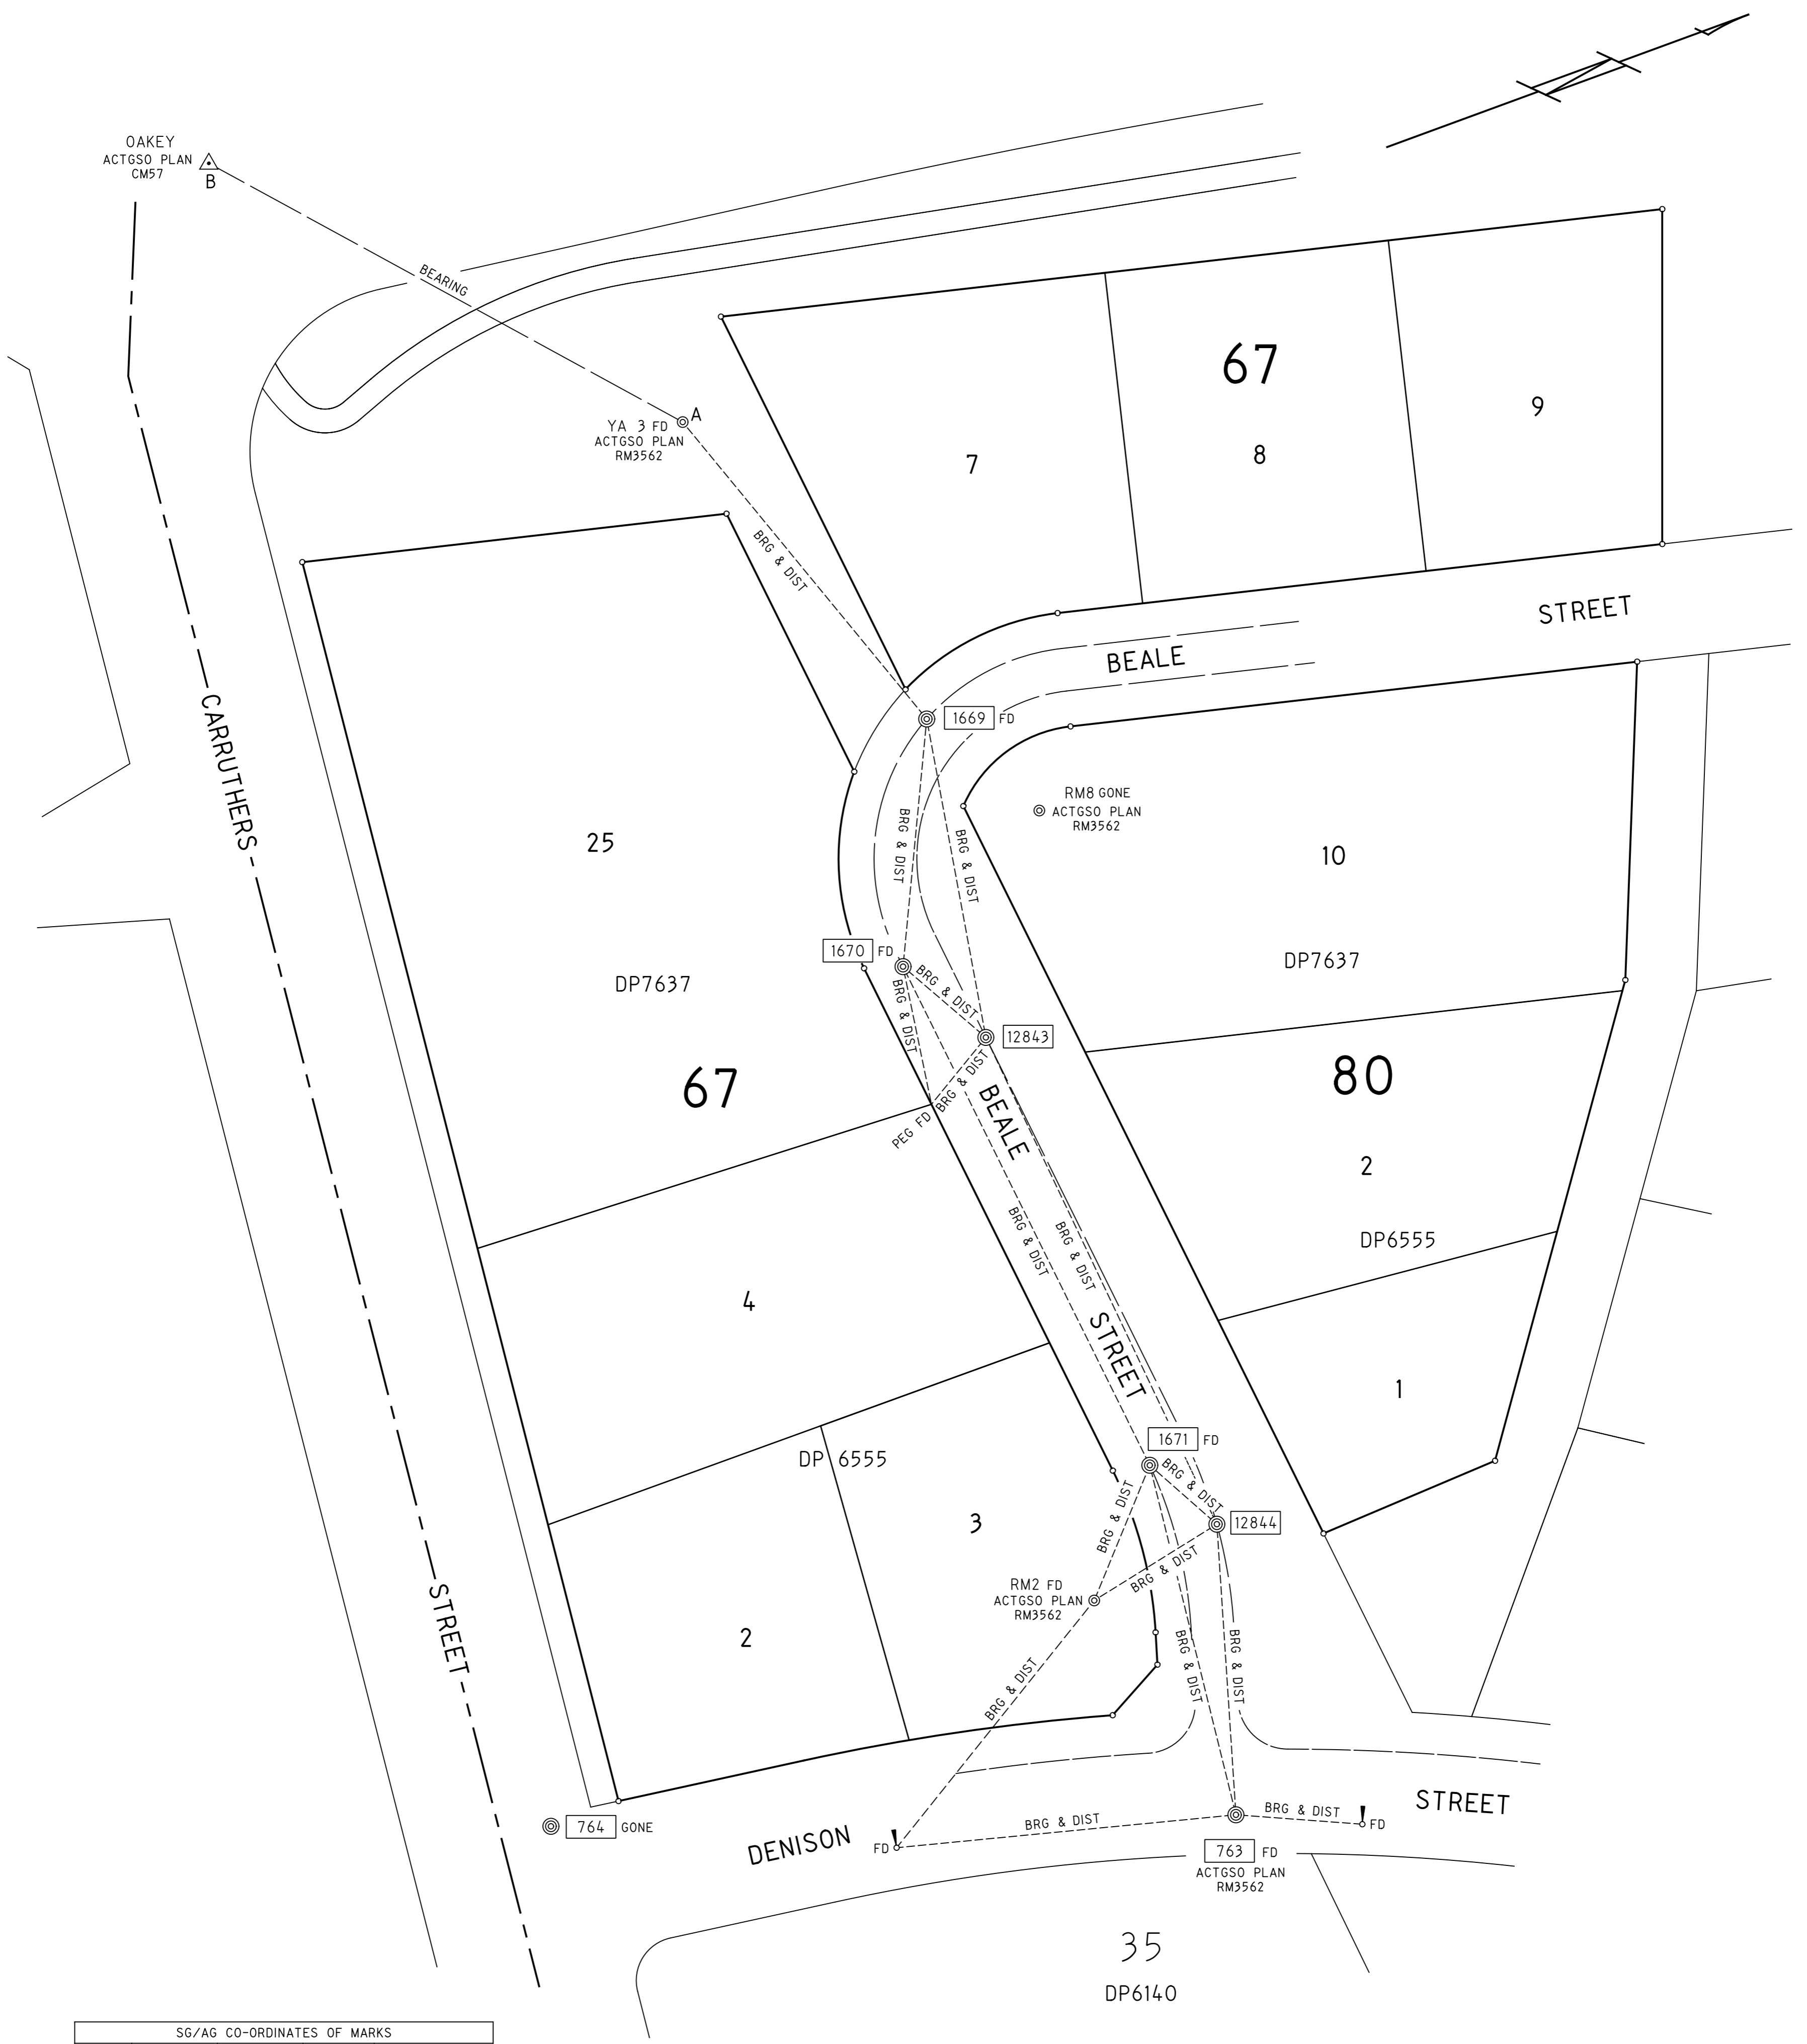 OAKEY
ACTGSO PLAN
CM57
B
BEARING
A
YA 3 FD
ACTGSO PLAN
RM3562
BRG & DIST
67
7
8
9
STREET
BEALE
1669 FD
CARRUTHERS
25
BRG & DIST
BRG & DIST
RM8 GONE
ACTGSO PLAN
RM3562
10
1670 FD
DP7637
DP7637
BRG & DIST
BRG & DIST
12843
67
BRG & DIST
PEG FD
BEALE
80
2
DP6555
BRG & DIST
BRG & DIST
4
STREET
1
1671 FD
DP 6555
BRG & DIST
3
12844
BRG & DIST
BRG & DIST
RM2 FD
ACTGSO PLAN
RM3562
STREET
2
BRG & DIST
BRG & DIST
BRG & DIST
764 GONE
DENISON
FD
BRG & DIST
BRG & DIST
FD
STREET
763 FD
ACTGSO PLAN
RM3562
35
DP6140
SG/AG CO-ORDINATES OF MARKS